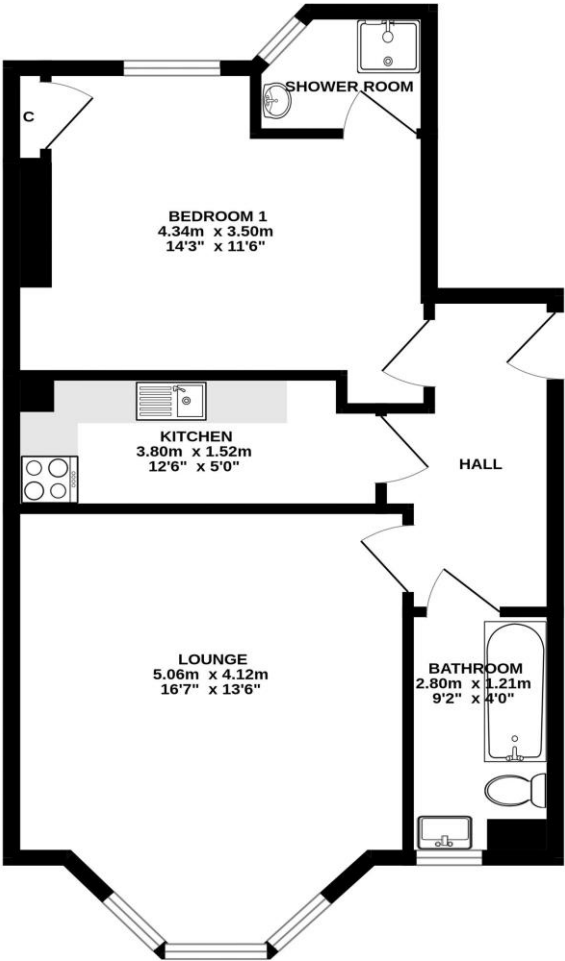 SHOWER ROOM
C
BEDROOM 1
4.34m x 3.50m
14'3" x 11'6"
KITCHEN
3.80m x 1.52m
12'6" x 5'0"
HALL
LOUNGE
5.06m x 4.12m
16'7" x 13'6"
BATHROOM
2.80m x 1.21m
9'2" x 4'0"